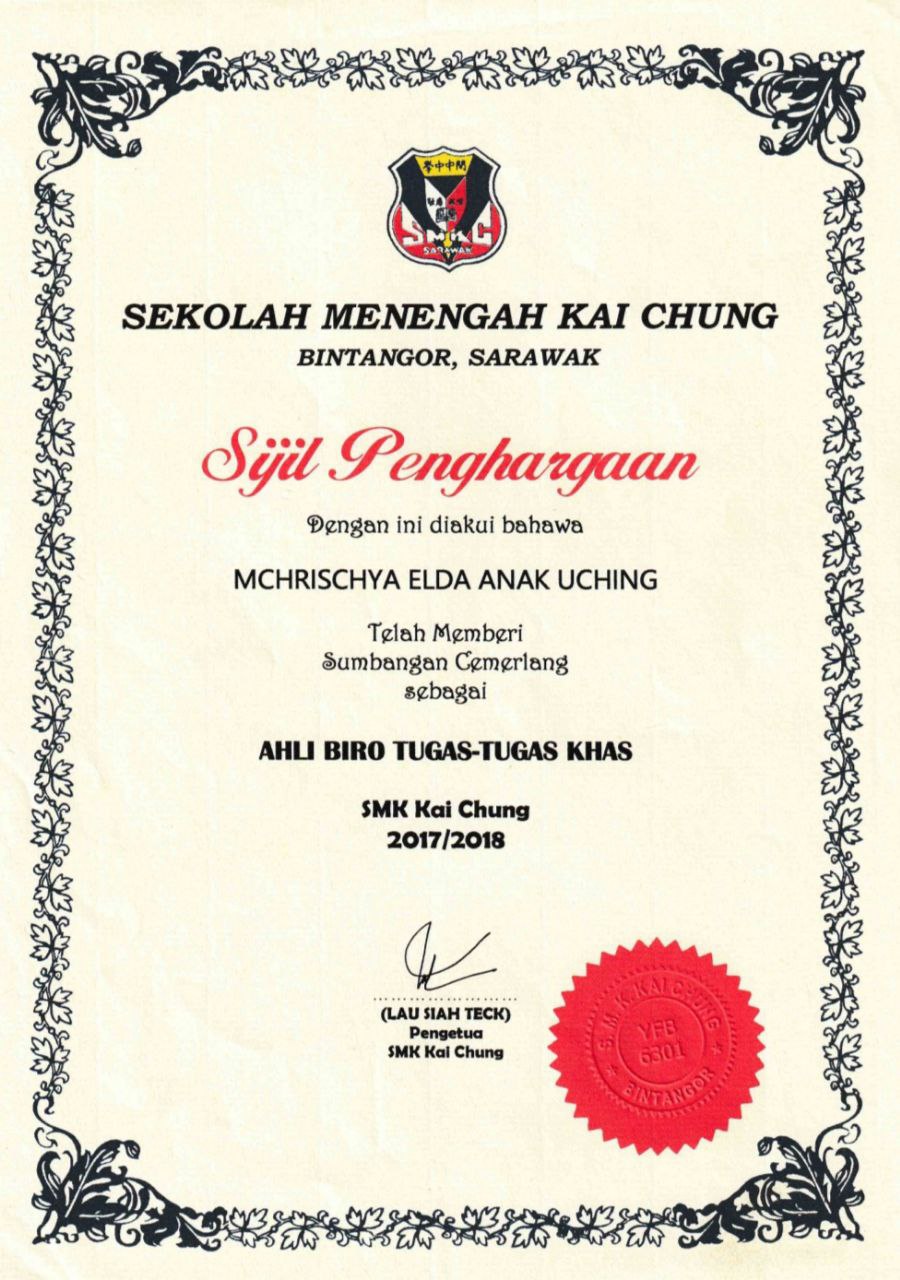 SMKC
SARAWAK
SEKOLAH MENENGAH KAI CHUNG
BINTANGOR, SARAWAK
Sijil Penghargaan
Dengan ini diakui bahawa
MCHRISCHYA ELDA ANAK UCHING
Telah Memberi
Sumbangan Cemerlang
sebagai
AHLI BIRO TUGAS-TUGAS KHAS
SMK Kai Chung
2017/2018
(LAU SIAH TECK)
Pengetua
SMK Kai Chung
S.M.K. KAI CHUNG
YFB
6301
BINTANGOR